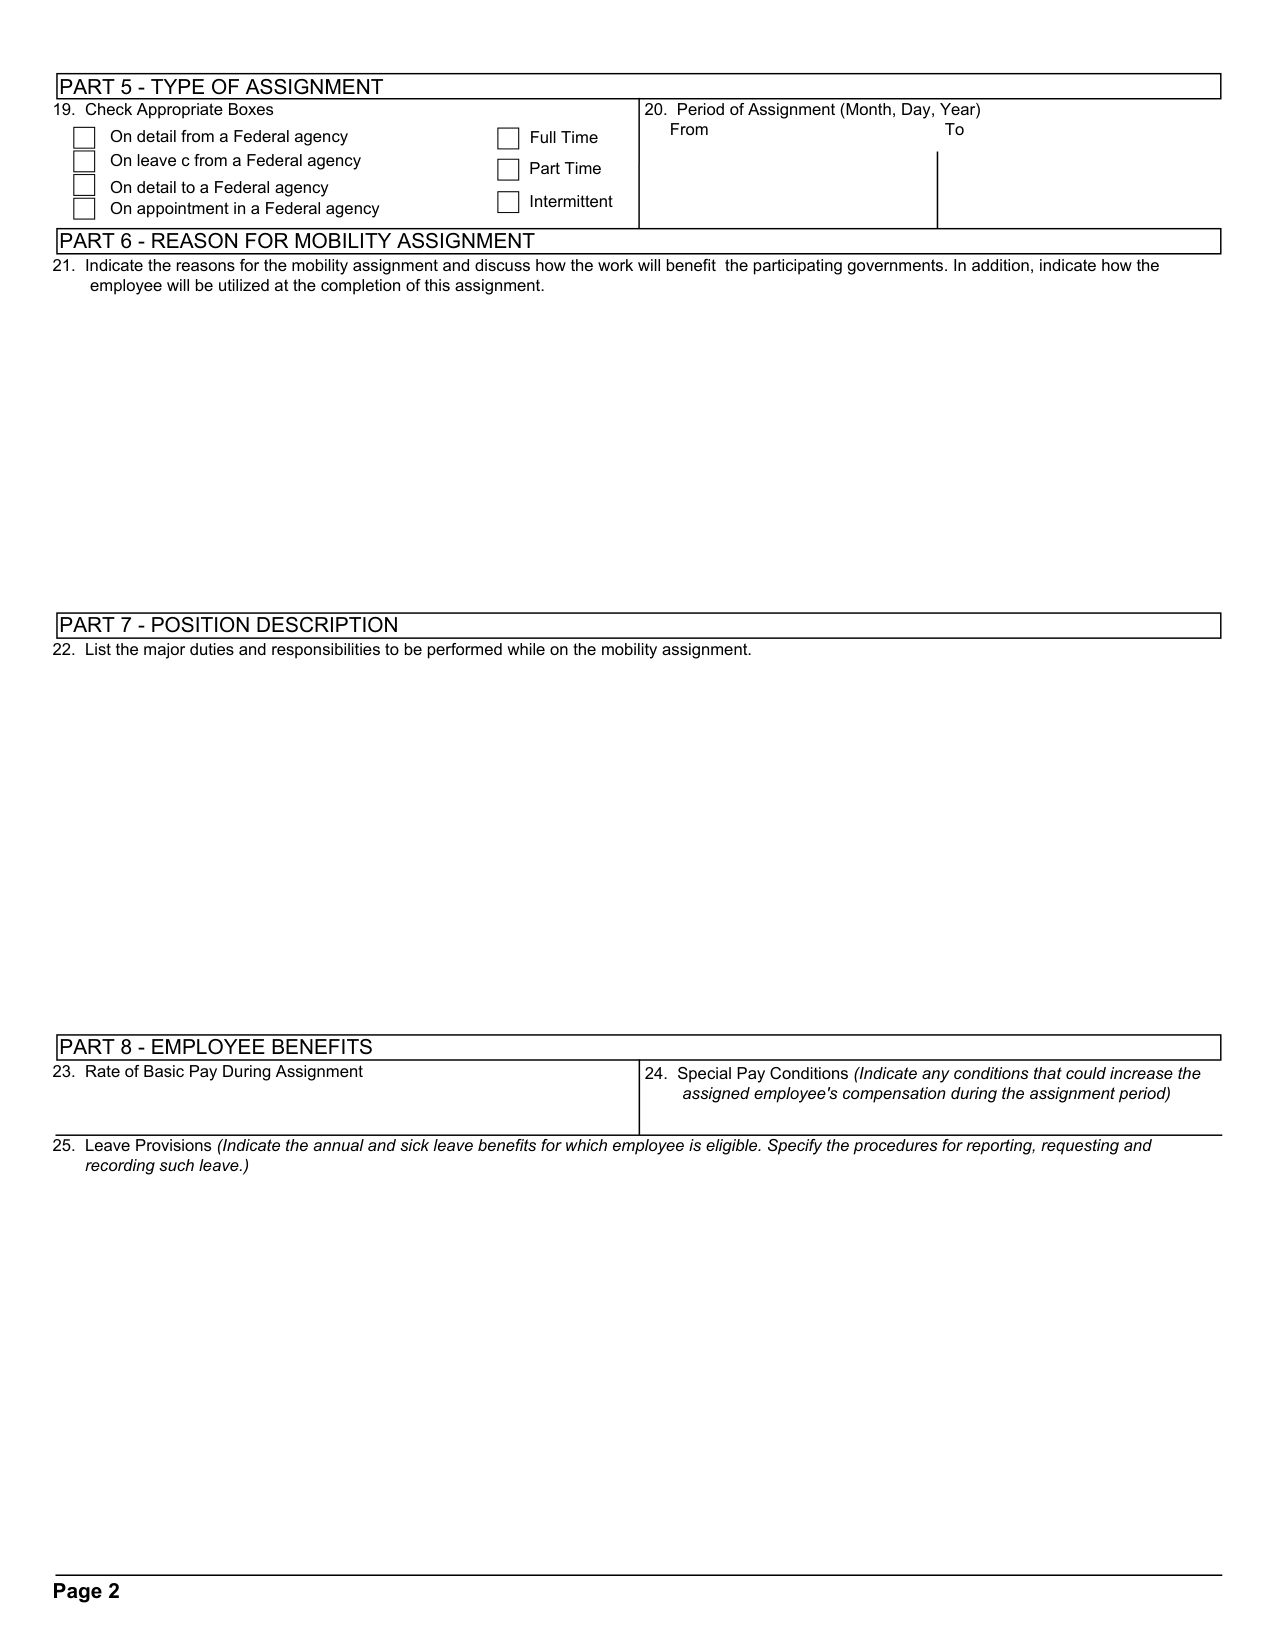 PART 5 - TYPE OF ASSIGNMENT
19. Check Appropriate Boxes
On detail from a Federal agency
On leave c from a Federal agency
On detail to a Federal agency
On appointment in a Federal agency
Full Time
Part Time
Intermittent
20. Period of Assignment (Month, Day, Year)
From To
PART 6 - REASON FOR MOBILITY ASSIGNMENT
21. Indicate the reasons for the mobility assignment and discuss how the work will benefit the participating governments. In addition, indicate how the
employee will be utilized at the completion of this assignment.
PART 7 - POSITION DESCRIPTION
22. List the major duties and responsibilities to be performed while on the mobility assignment.
PART 8 - EMPLOYEE BENEFITS
23. Rate of Basic Pay During Assignment
24. Special Pay Conditions (Indicate any conditions that could increase the
assigned employee's compensation during the assignment period)
25. Leave Provisions (Indicate the annual and sick leave benefits for which employee is eligible. Specify the procedures for reporting, requesting and
recording such leave.)
Page 2